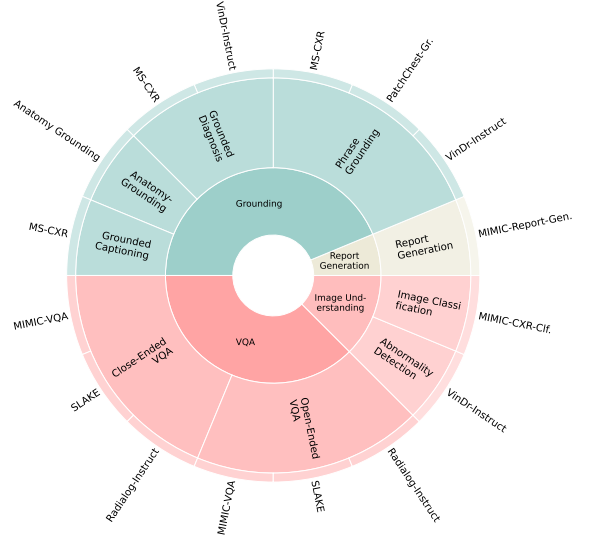 VinDr-Instruct
MS-CXR
MS-CXR
PatchChest-Gr.
Anatomy Grounding
VinDr-Instruct
MS-CXR
MIMIC-Report-Gen.
MIMIC-VQA
MIMIC-CXR-Clf.
SLAKE
VinDr-Instruct
Radialog-Instruct
MIMIC-VQA
SLAKE
Radialog-Instruct
Grounded
Diagnosis
Phrase
Grounding
Anatomy-
Grounding
Grounded
Captioning
Report
Generation
Image Classi
fication
Abnormality
Detection
Close-Ended
VQA
Open-Ended
VQA
Grounding
Report
Generation
Image Und-
erstanding
VQA